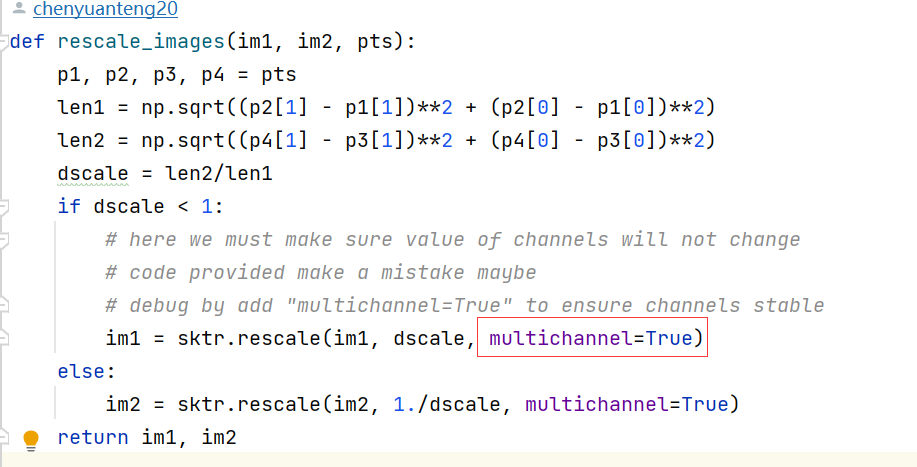 chenyuanteng20
def rescale_images(im1, im2, pts):
    p1, p2, p3, p4 = pts
    len1 = np.sqrt((p2[1] - p1[1])**2 + (p2[0] - p1[0])**2)
    len2 = np.sqrt((p4[1] - p3[1])**2 + (p4[0] - p3[0])**2)
    dscale = len2/len1
    if dscale < 1:
        # here we must make sure value of channels will not change
        # code provided make a mistake maybe
        # debug by add "multichannel=True" to ensure channels stable
        im1 = sktr.rescale(im1, dscale, multichannel=True)
    else:
        im2 = sktr.rescale(im2, 1./dscale, multichannel=True)
    return im1, im2